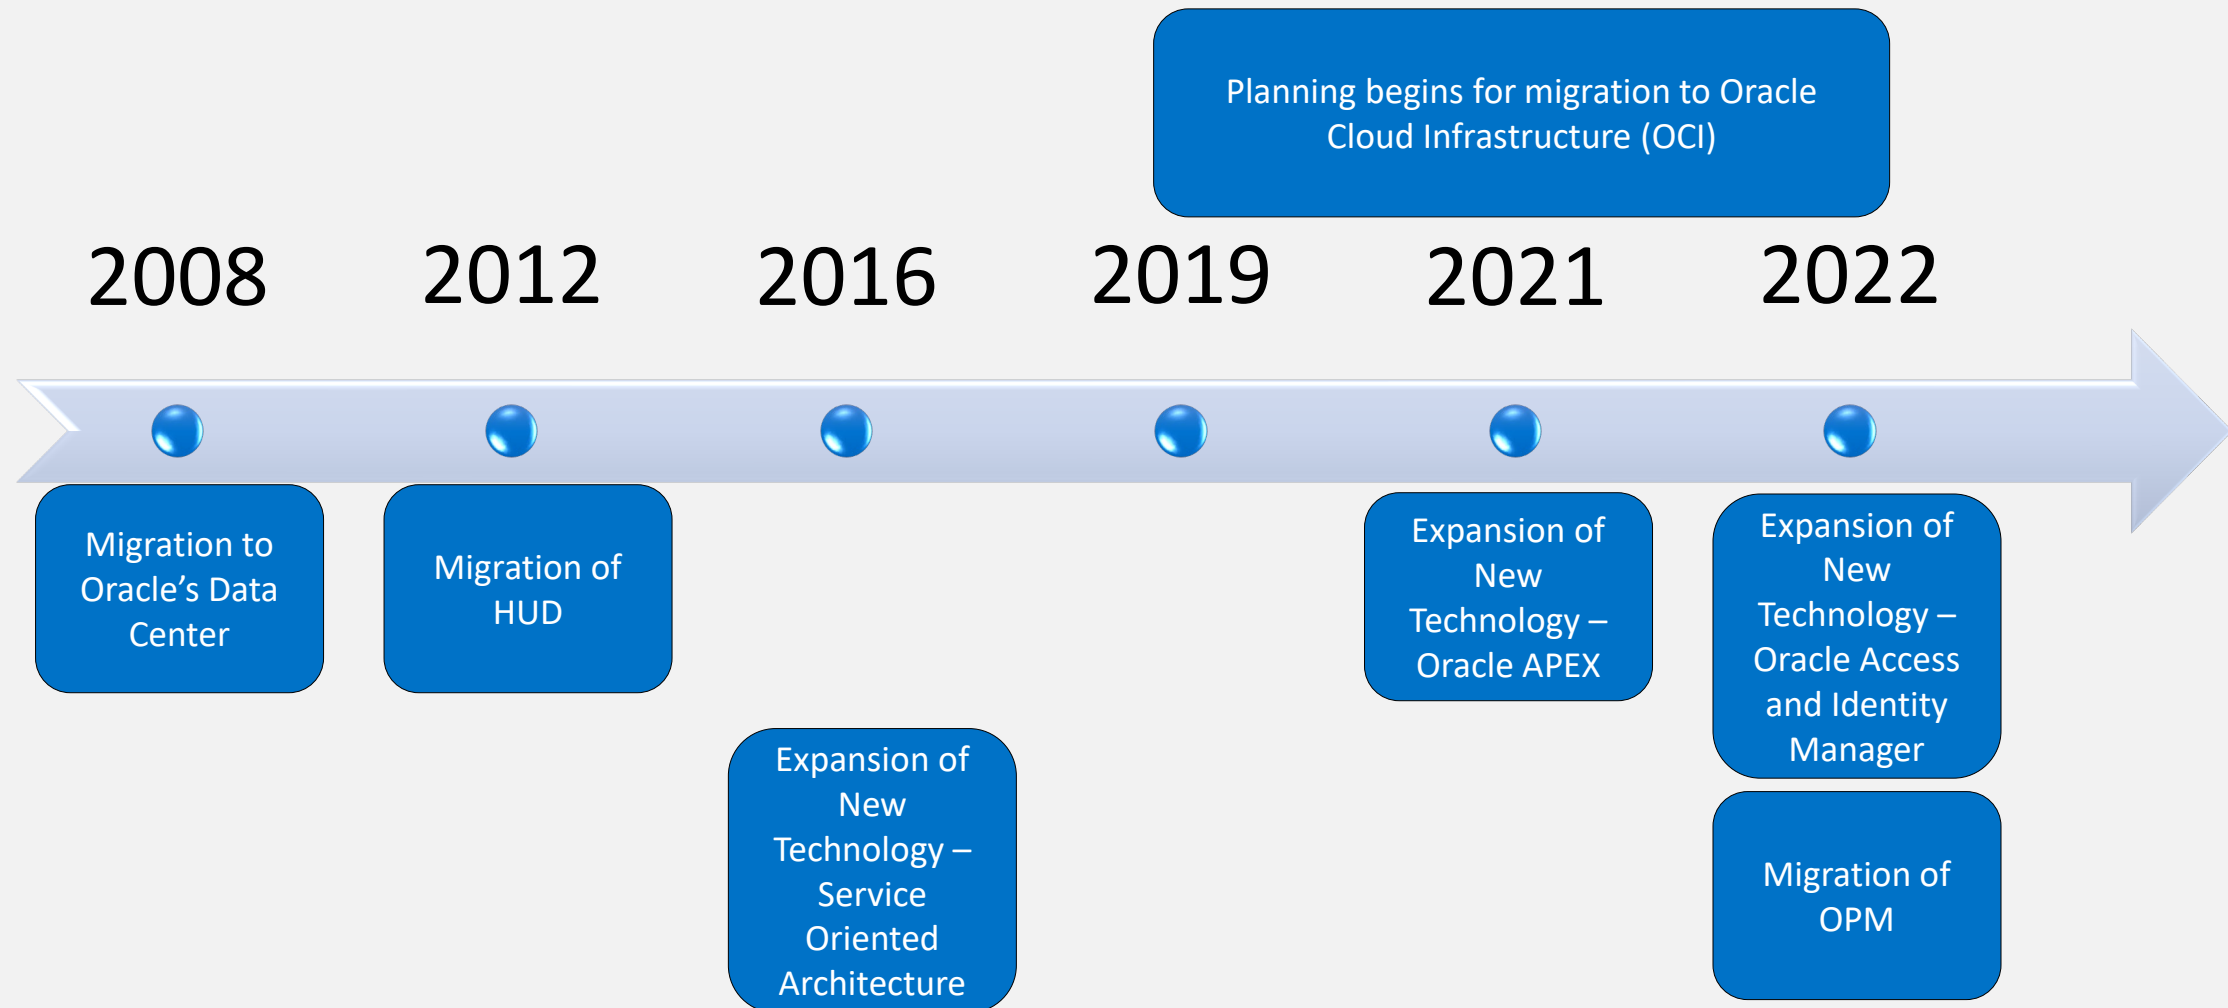 Planning begins for migration to Oracle
Cloud Infrastructure (OCI)
2008
2012
2016
2019
2021
2022
Migration to
Oracle’s Data
Center
Migration of
HUD
Expansion of
New
Technology –
Service
Oriented
Architecture
Expansion of
New
Technology –
Oracle APEX
Expansion of
New
Technology –
Oracle Access
and Identity
Manager
Migration of
OPM